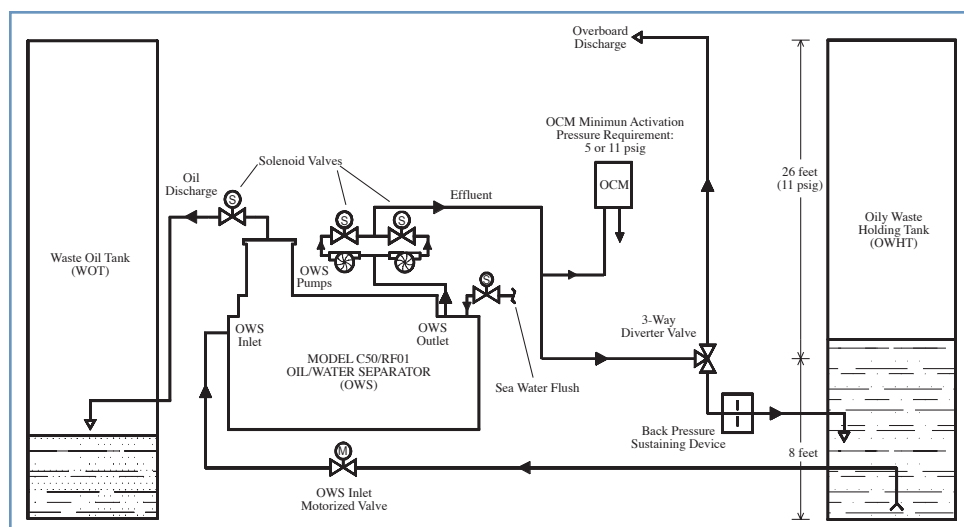 Overboard
Discharge
OCM Minimun Activation
Pressure Requirement:
5 or 11 psig
OCM
Solenoid Valves
Oil
Discharge
S
S
S
Effluent
26 feet
(11 psig)
Oily Waste
Holding Tank
(OWHT)
Waste Oil Tank
(WOT)
OWS
Pumps
S
OWS
Inlet
OWS
Outlet
3-Way
Diverter Valve
MODEL C50/RF01
OIL/WATER SEPARATOR
(OWS)
Sea Water Flush
Back Pressure
Sustaining Device
8 feet
M
OWS Inlet
Motorized Valve